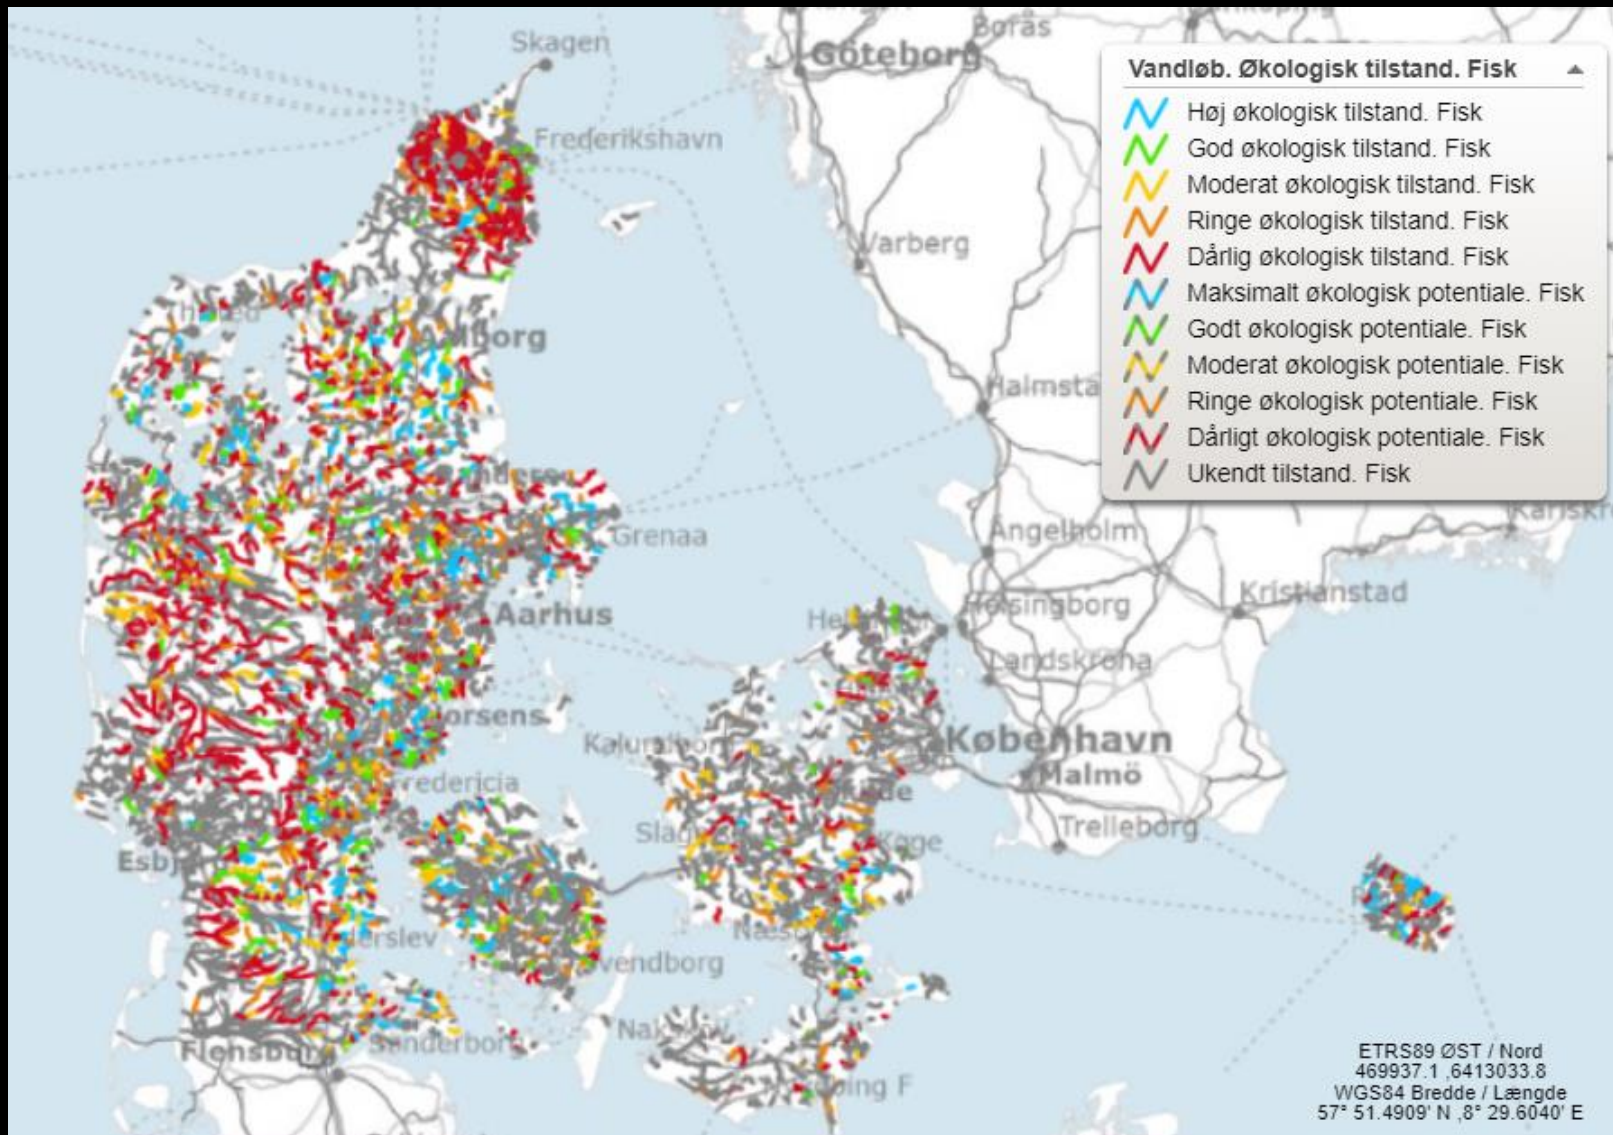 Skagen
Göteborg
Borås
Vandløb. Økologisk tilstand. Fisk
Høj økologisk tilstand. Fisk
God økologisk tilstand. Fisk
Moderat økologisk tilstand. Fisk
Ringe økologisk tilstand. Fisk
Dårlig økologisk tilstand. Fisk
Maksimalt økologisk potentiale. Fisk
Godt økologisk potentiale. Fisk
Moderat økologisk potentiale. Fisk
Ringe økologisk potentiale. Fisk
Dårligt økologisk potentiale. Fisk
Ukendt tilstand. Fisk
Frederikshavn
Varberg
Grenaa
Ängelholm
Kristianstad
Aarhus
Helsingborg
Landskrona
København
Malmö
Fredericia
Trelleborg
Køge
Svendborg
Flensburg
Sønderborg
ETRS89 ØST / Nord
469937.1 ,6413033.8
WGS84 Bredde / Længde
57° 51.4909' N ,8° 29.6040' E